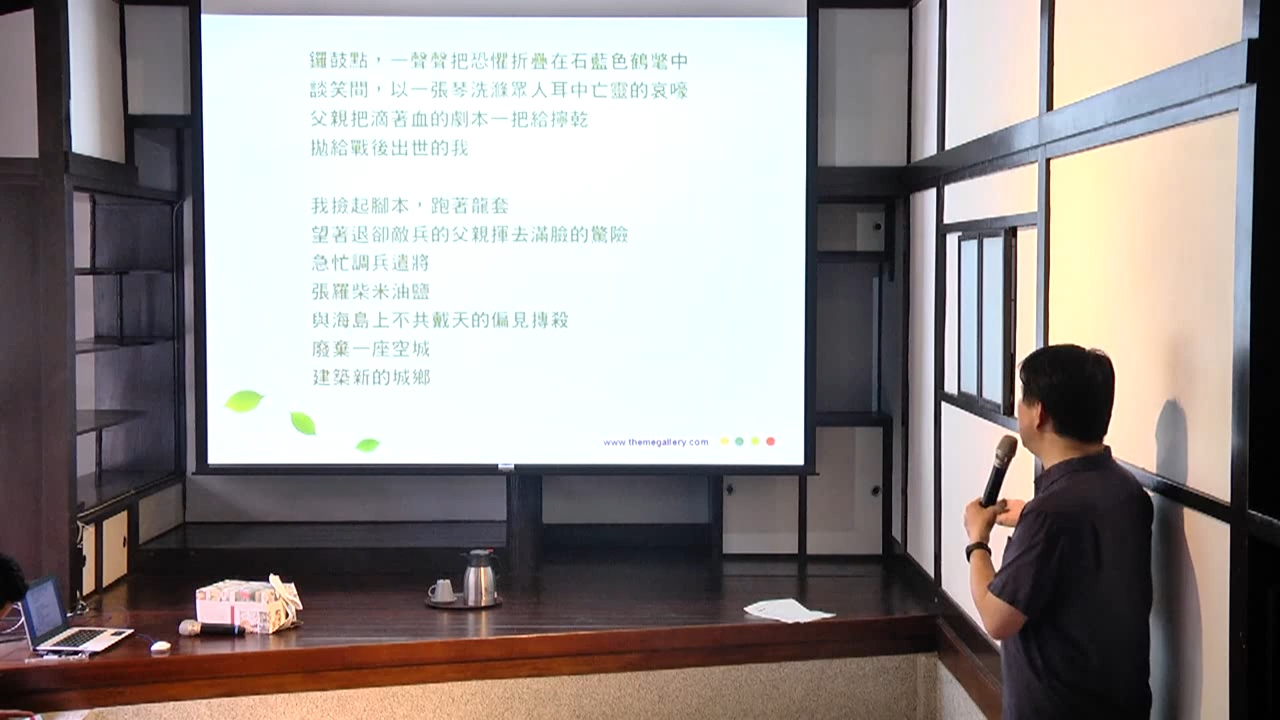 鑼鼓點，一聲聲把恐懼折疊在石藍色鶴氅中
談笑間，以一張琴洗滌眾人耳中亡靈的哀嚎
父親把滴著血的劇本一把給擰乾
拋給戰後出世的我
我撿起腳本，跑著龍套
望著退卻敵兵的父親揮去滿臉的驚險
急忙調兵遣將
張羅柴米油鹽
與海島上不共戴天的偏見搏殺
廢棄一座空城
建築新的城鄉
www.themegallery.com